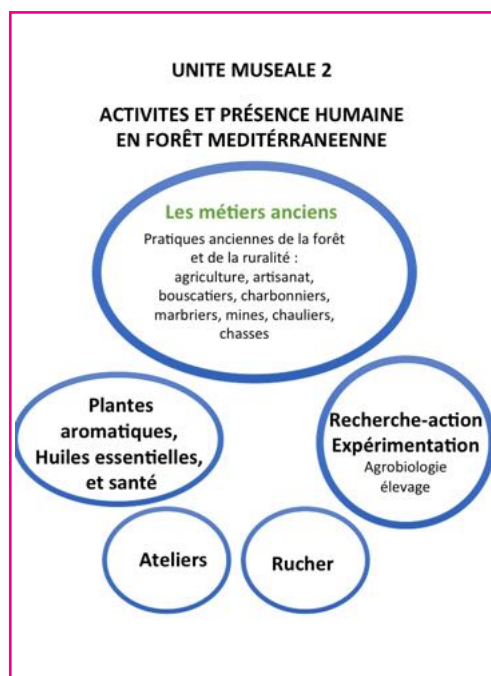 UNITE MUSEALE 2
ACTIVITES ET PRÉSENCE HUMAINE
EN FORÊT MEDITÉRRANEENNE
Les métiers anciens
Pratiques anciennes de la forêt
et de la ruralité :
agriculture, artisanat,
bouscatiers, charbonniers,
marbriers, mines, chauliers,
chasses
Plantes
aromatiques,
Huiles essentielles,
et santé
Recherche-action
Expérimentation
Agrobiologie
élevage
Ateliers
Rucher